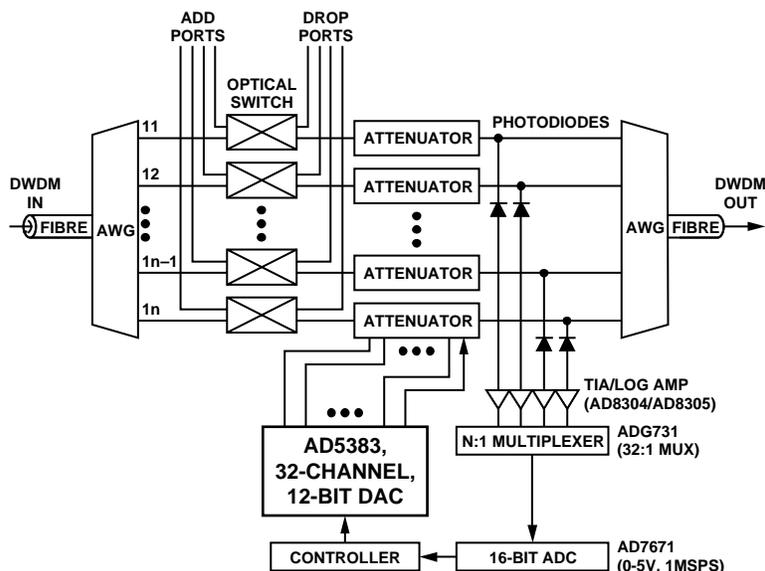 ADD
PORTS
DROP
PORTS
OPTICAL
SWITCH
PHOTODIODES
11
ATTENUATOR
12
ATTENUATOR
DWDM
IN
FIBRE
AWG
AWG
FIBRE
DWDM
OUT
1n–1
ATTENUATOR
1n
ATTENUATOR
TIA/LOG AMP
(AD8304/AD8305)
AD5383,
32-CHANNEL,
12-BIT DAC
N:1 MULTIPLEXER
ADG731
(32:1 MUX)
CONTROLLER
16-BIT ADC
AD7671
(0-5V, 1MSPS)